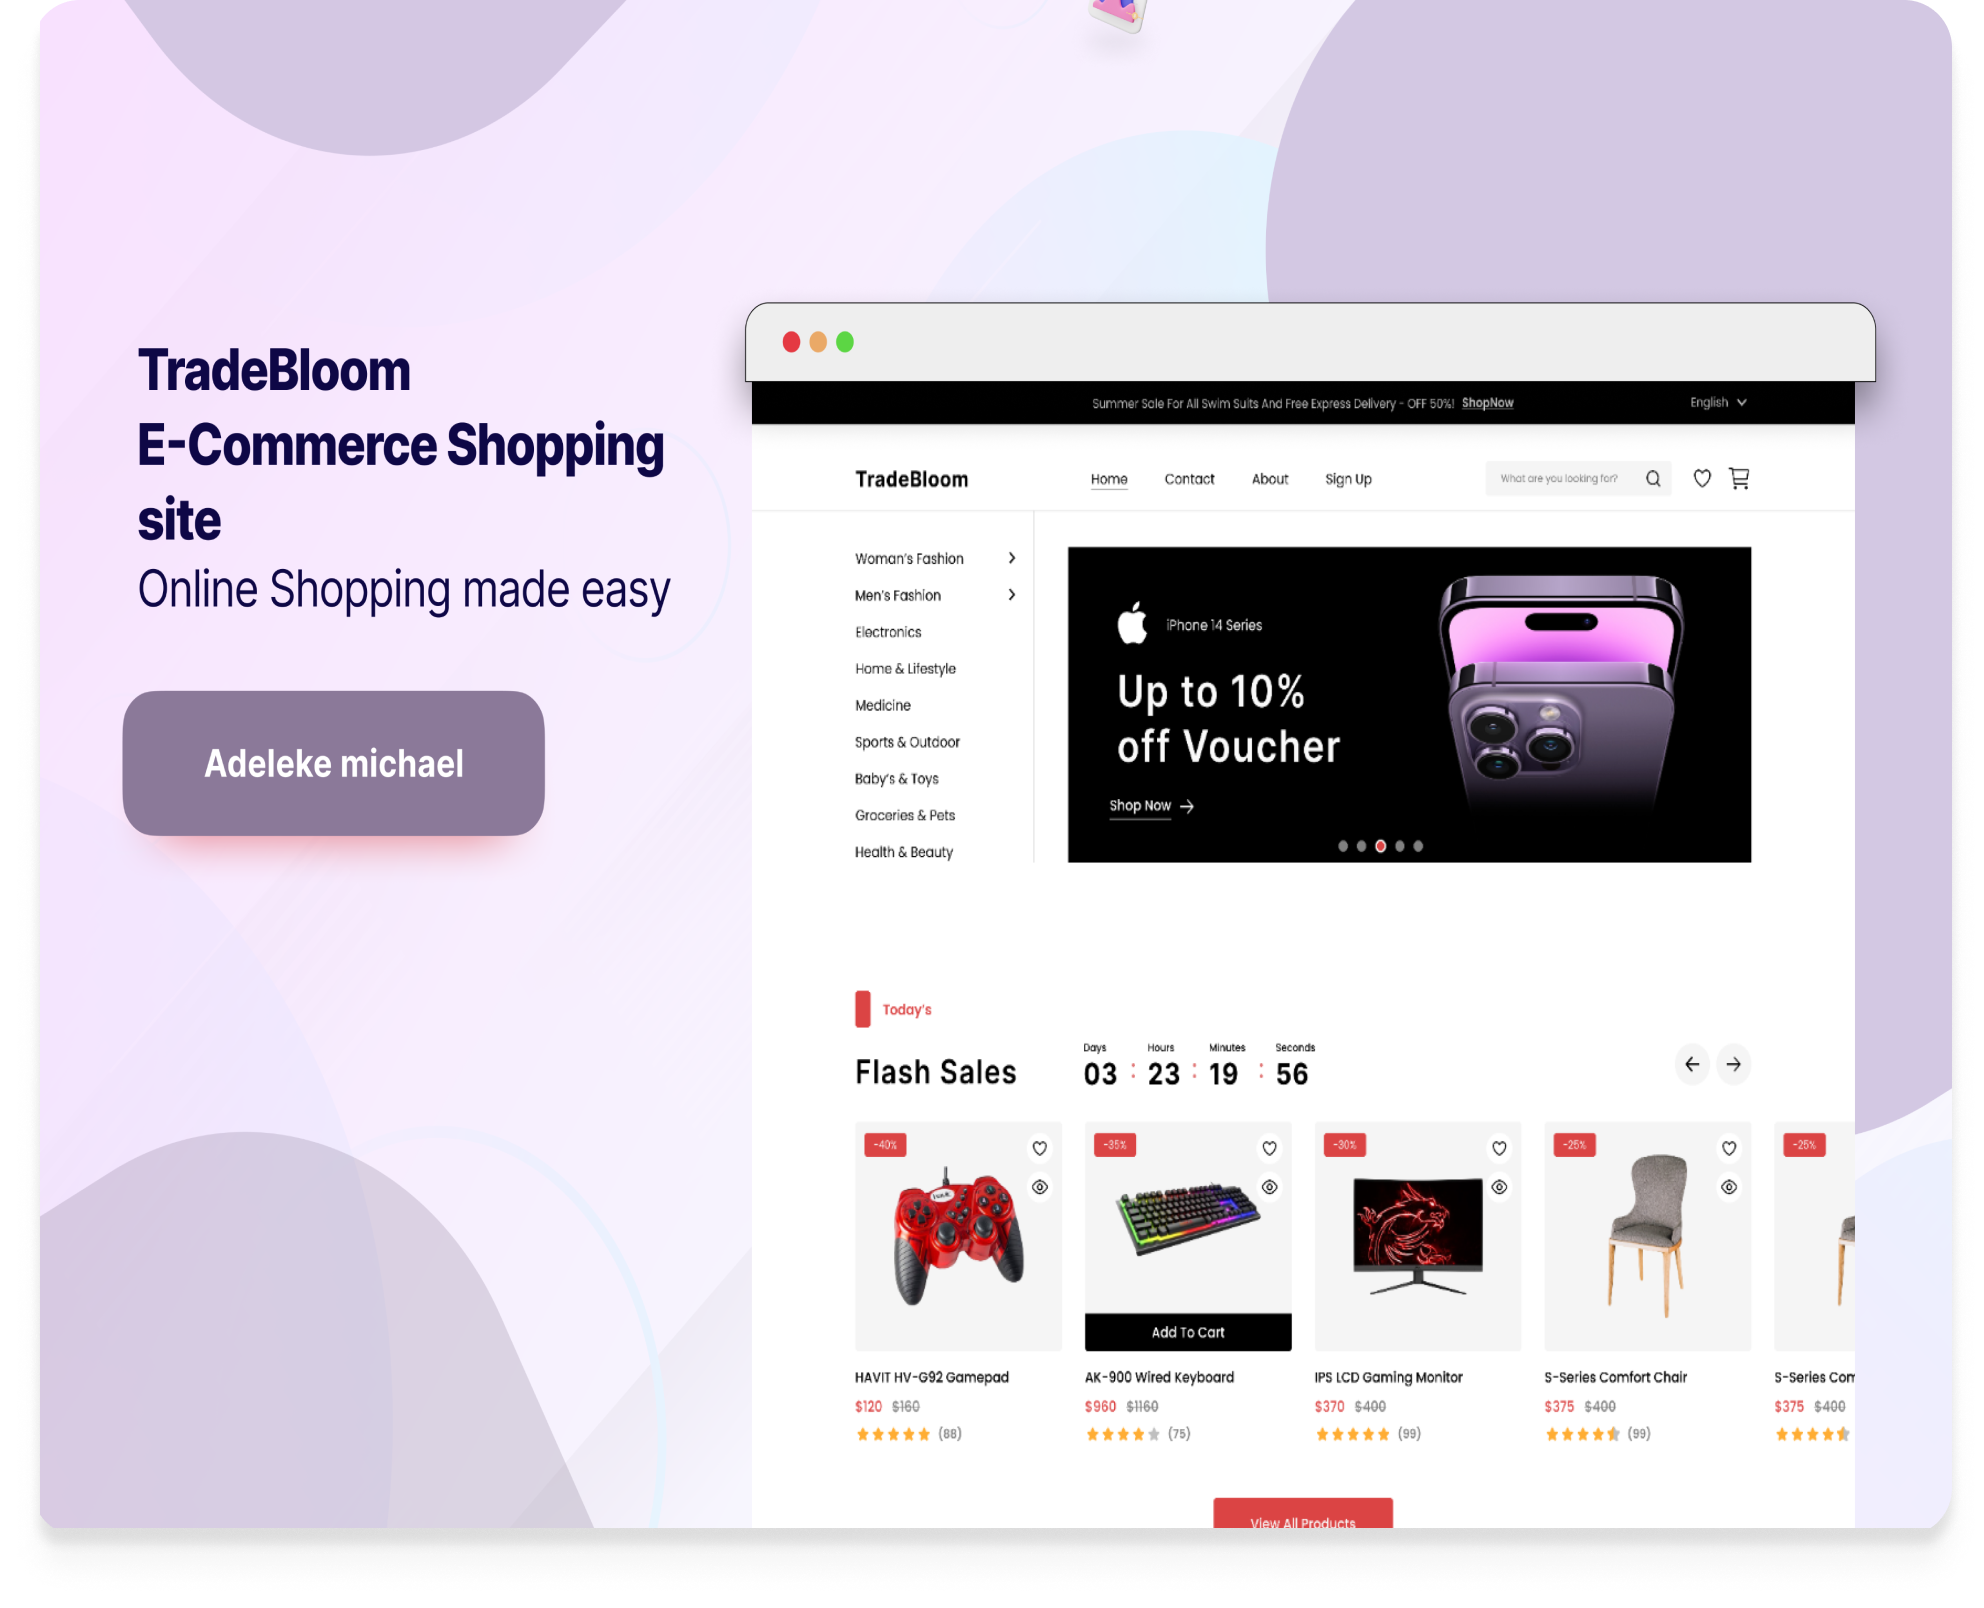 TradeBloom
E-Commerce Shopping
site
Online Shopping made easy
Adeleke michael
Summer Sale For All Swim Suits And Free Express Delivery - OFF 50%! ShopNow
English
TradeBloom
Home Contact About Sign Up
What are you looking for?
Woman's Fashion
Men's Fashion
Electronics
Home & Lifestyle
Medicine
Sports & Outdoor
Baby's & Toys
Groceries & Pets
Health & Beauty
iPhone 14 Series
Up to 10%
off Voucher
Shop Now
Today's
Flash Sales
Days Hours Minutes Seconds
03 : 23 : 19 : 56
-40%
-35%
-30%
-25%
-25%
Add To Cart
HAVIT HV-G92 Gamepad
$120 $160
(88)
AK-900 Wired Keyboard
$960 $1160
(75)
IPS LCD Gaming Monitor
$370 $400
(99)
S-Series Comfort Chair
$375 $400
(99)
S-Series Com
$375 $400
View All Products